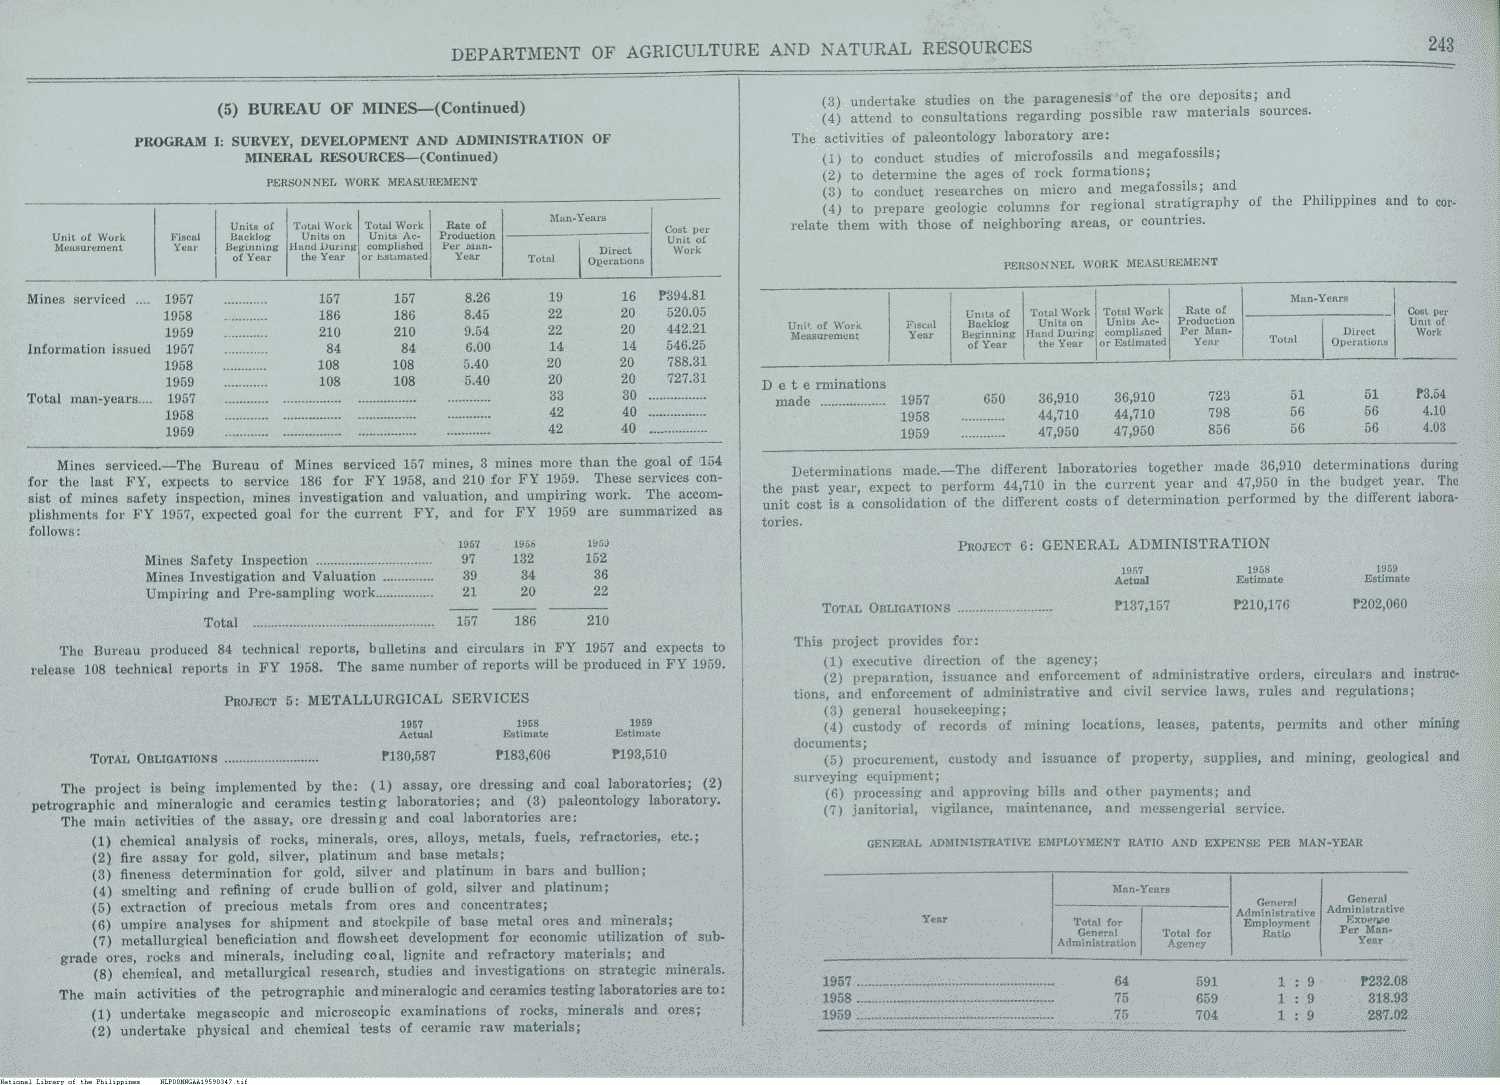 DEPARTMENT OF AGRICULTURE AND NATURAL RESOURCES 243
(5) BUREAU OF MINES—(Continued)
PROGRAM I: SURVEY, DEVELOPMENT AND ADMINISTRATION OF
MINERAL RESOURCES—(Continued)
PERSONNEL WORK MEASUREMENT
Unit of Work Measurement | Fiscal Year | Units of Backlog Beginning of Year | Total Work Units on Hand During the Year | Total Work Units Accomplished or Estimated | Rate of Production Per Man-Year | Man-Years Total | Direct Operations | Cost per Unit of Work
Mines serviced .... 1957 ............ 157 157 8.26 19 16 ₱394.81
1958 ............ 186 186 8.45 22 20 520.05
1959 ............ 210 210 9.54 22 20 442.21
Information issued 1957 ............ 84 84 6.00 14 14 546.25
1958 ............ 108 108 5.40 20 20 788.31
1959 ............ 108 108 5.40 20 20 727.31
Total man-years.... 1957 ............ ................ ................ ............ 33 30 ................
1958 ............ ................ ................ ............ 42 40 ................
1959 ............ ................ ................ ............ 42 40 ................
Mines serviced.—The Bureau of Mines serviced 157 mines, 3 mines more than the goal of 154
for the last FY, expects to service 186 for FY 1958, and 210 for FY 1959. These services con-
sist of mines safety inspection, mines investigation and valuation, and umpiring work. The accom-
plishments for FY 1957, expected goal for the current FY, and for FY 1959 are summarized as
follows:
1957 1958 1959
Mines Safety Inspection ................................ 97 132 152
Mines Investigation and Valuation .............. 39 34 36
Umpiring and Pre-sampling work................ 21 20 22
Total ................................................ 157 186 210
The Bureau produced 84 technical reports, bulletins and circulars in FY 1957 and expects to
release 108 technical reports in FY 1958. The same number of reports will be produced in FY 1959.
PROJECT 5: METALLURGICAL SERVICES
1957 Actual 1958 Estimate 1959 Estimate
TOTAL OBLIGATIONS .......................... ₱130,587 ₱183,606 ₱193,510
The project is being implemented by the: (1) assay, ore dressing and coal laboratories; (2)
petrographic and mineralogic and ceramics testing laboratories; and (3) paleontology laboratory.
The main activities of the assay, ore dressing and coal laboratories are:
(1) chemical analysis of rocks, minerals, ores, alloys, metals, fuels, refractories, etc.;
(2) fire assay for gold, silver, platinum and base metals;
(3) fineness determination for gold, silver and platinum in bars and bullion;
(4) smelting and refining of crude bullion of gold, silver and platinum;
(5) extraction of precious metals from ores and concentrates;
(6) umpire analyses for shipment and stockpile of base metal ores and minerals;
(7) metallurgical beneficiation and flowsheet development for economic utilization of sub-
grade ores, rocks and minerals, including coal, lignite and refractory materials; and
(8) chemical, and metallurgical research, studies and investigations on strategic minerals.
The main activities of the petrographic and mineralogic and ceramics testing laboratories are to:
(1) undertake megascopic and microscopic examinations of rocks, minerals and ores;
(2) undertake physical and chemical tests of ceramic raw materials;
(3) undertake studies on the paragenesis of the ore deposits; and
(4) attend to consultations regarding possible raw materials sources.
The activities of paleontology laboratory are:
(1) to conduct studies of microfossils and megafossils;
(2) to determine the ages of rock formations;
(3) to conduct researches on micro and megafossils; and
(4) to prepare geologic columns for regional stratigraphy of the Philippines and to cor-
relate them with those of neighboring areas, or countries.
PERSONNEL WORK MEASUREMENT
Unit of Work Measurement | Fiscal Year | Units of Backlog Beginning of Year | Total Work Units on Hand During the Year | Total Work Units Accomplished or Estimated | Rate of Production Per Man-Year | Man-Years Total | Direct Operations | Cost per Unit of Work
D e t e rminations
made .................. 1957 650 36,910 36,910 723 51 51 ₱3.54
1958 ............ 44,710 44,710 798 56 56 4.10
1959 ............ 47,950 47,950 856 56 56 4.03
Determinations made.—The different laboratories together made 36,910 determinations during
the past year, expect to perform 44,710 in the current year and 47,950 in the budget year. The
unit cost is a consolidation of the different costs of determination performed by the different labora-
tories.
PROJECT 6: GENERAL ADMINISTRATION
1957 Actual 1958 Estimate 1959 Estimate
TOTAL OBLIGATIONS .......................... ₱137,157 ₱210,176 ₱202,060
This project provides for:
(1) executive direction of the agency;
(2) preparation, issuance and enforcement of administrative orders, circulars and instruc-
tions, and enforcement of administrative and civil service laws, rules and regulations;
(3) general housekeeping;
(4) custody of records of mining locations, leases, patents, permits and other mining
documents;
(5) procurement, custody and issuance of property, supplies, and mining, geological and
surveying equipment;
(6) processing and approving bills and other payments; and
(7) janitorial, vigilance, maintenance, and messengerial service.
GENERAL ADMINISTRATIVE EMPLOYMENT RATIO AND EXPENSE PER MAN-YEAR
Year | Man-Years Total for General Administration | Total for Agency | General Administrative Employment Ratio | General Administrative Expense Per Man-Year
1957 ...................................................... 64 591 1 : 9 ₱232.08
1958 ...................................................... 75 659 1 : 9 318.93
1959 ...................................................... 75 704 1 : 9 287.02
National Library of the Philippines NLPDOMNGAA19590347.tif